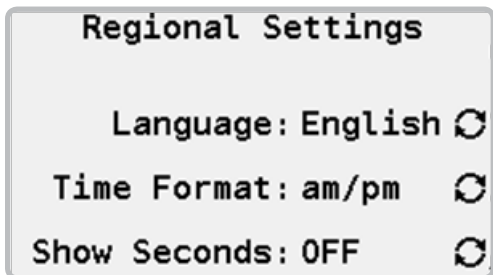 Regional Settings
Language: English
Time Format: am/pm
Show Seconds: OFF